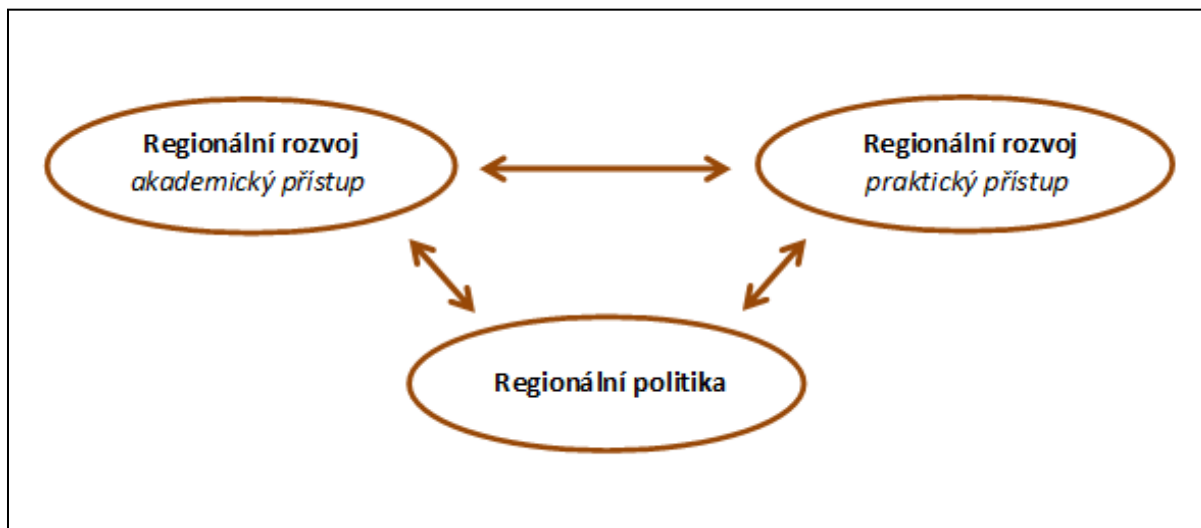 Regionální rozvoj
akademický přístup
Regionální rozvoj
praktický přístup
Regionální politika